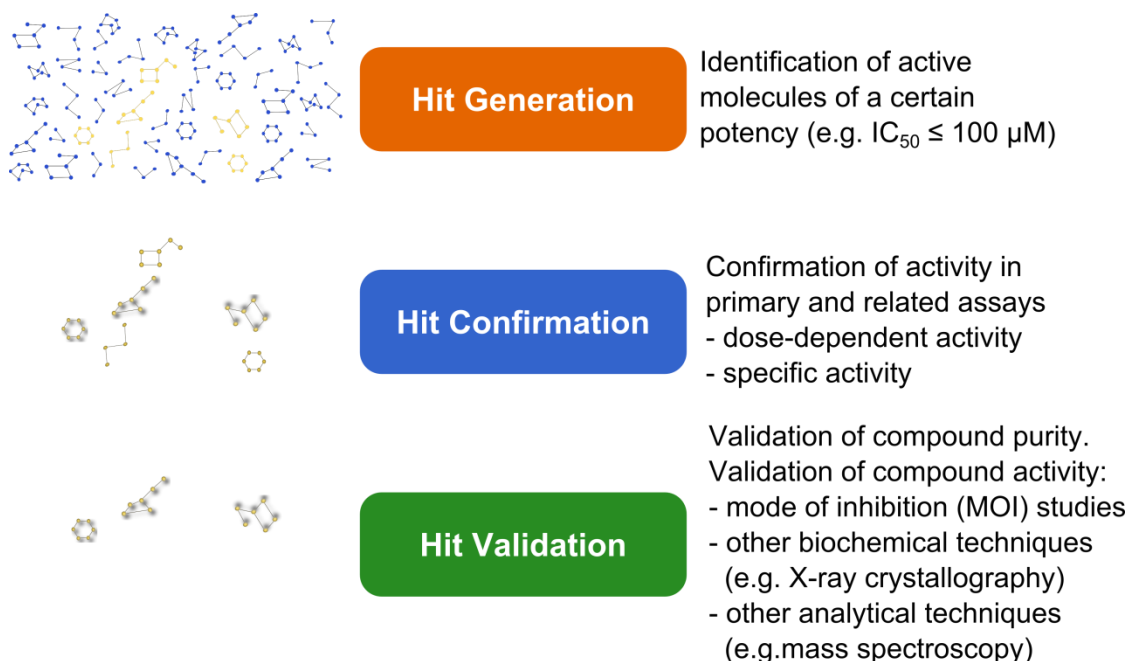 Hit Generation
Identification of active
molecules of a certain
potency (e.g. IC₅₀ ≤ 100 µM)
Hit Confirmation
Confirmation of activity in
primary and related assays
- dose-dependent activity
- specific activity
Hit Validation
Validation of compound purity.
Validation of compound activity:
- mode of inhibition (MOI) studies
- other biochemical techniques
(e.g. X-ray crystallography)
- other analytical techniques
(e.g.mass spectroscopy)